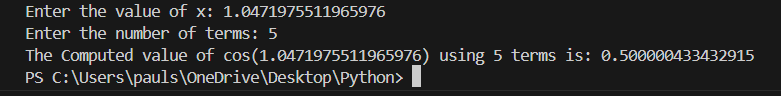 Enter the value of x: 1.0471975511965976
Enter the number of terms: 5
The Computed value of cos(1.0471975511965976) using 5 terms is: 0.500000433432915
PS C:\Users\pauls\OneDrive\Desktop\Python>